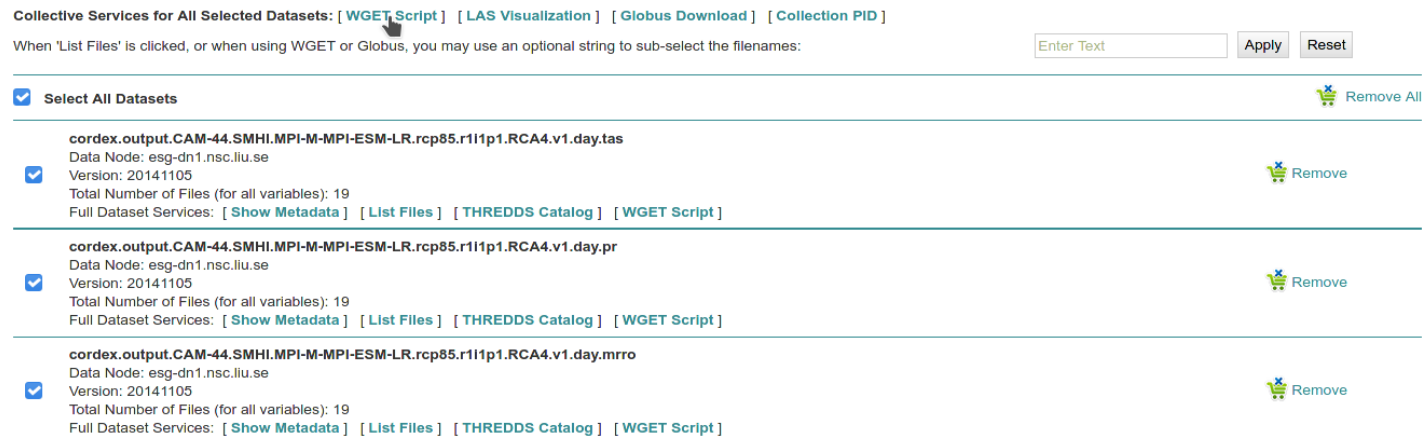 Collective Services for All Selected Datasets: [ WGET Script ] [ LAS Visualization ] [ Globus Download ] [ Collection PID ]
When 'List Files' is clicked, or when using WGET or Globus, you may use an optional string to sub-select the filenames: Enter Text Apply Reset
Select All Datasets Remove All
cordex.output.CAM-44.SMHI.MPI-M-MPI-ESM-LR.rcp85.r1i1p1.RCA4.v1.day.tas
Data Node: esg-dn1.nsc.liu.se
Version: 20141105 Remove
Total Number of Files (for all variables): 19
Full Dataset Services: [ Show Metadata ] [ List Files ] [ THREDDS Catalog ] [ WGET Script ]
cordex.output.CAM-44.SMHI.MPI-M-MPI-ESM-LR.rcp85.r1i1p1.RCA4.v1.day.pr
Data Node: esg-dn1.nsc.liu.se
Version: 20141105 Remove
Total Number of Files (for all variables): 19
Full Dataset Services: [ Show Metadata ] [ List Files ] [ THREDDS Catalog ] [ WGET Script ]
cordex.output.CAM-44.SMHI.MPI-M-MPI-ESM-LR.rcp85.r1i1p1.RCA4.v1.day.mrro
Data Node: esg-dn1.nsc.liu.se
Version: 20141105 Remove
Total Number of Files (for all variables): 19
Full Dataset Services: [ Show Metadata ] [ List Files ] [ THREDDS Catalog ] [ WGET Script ]